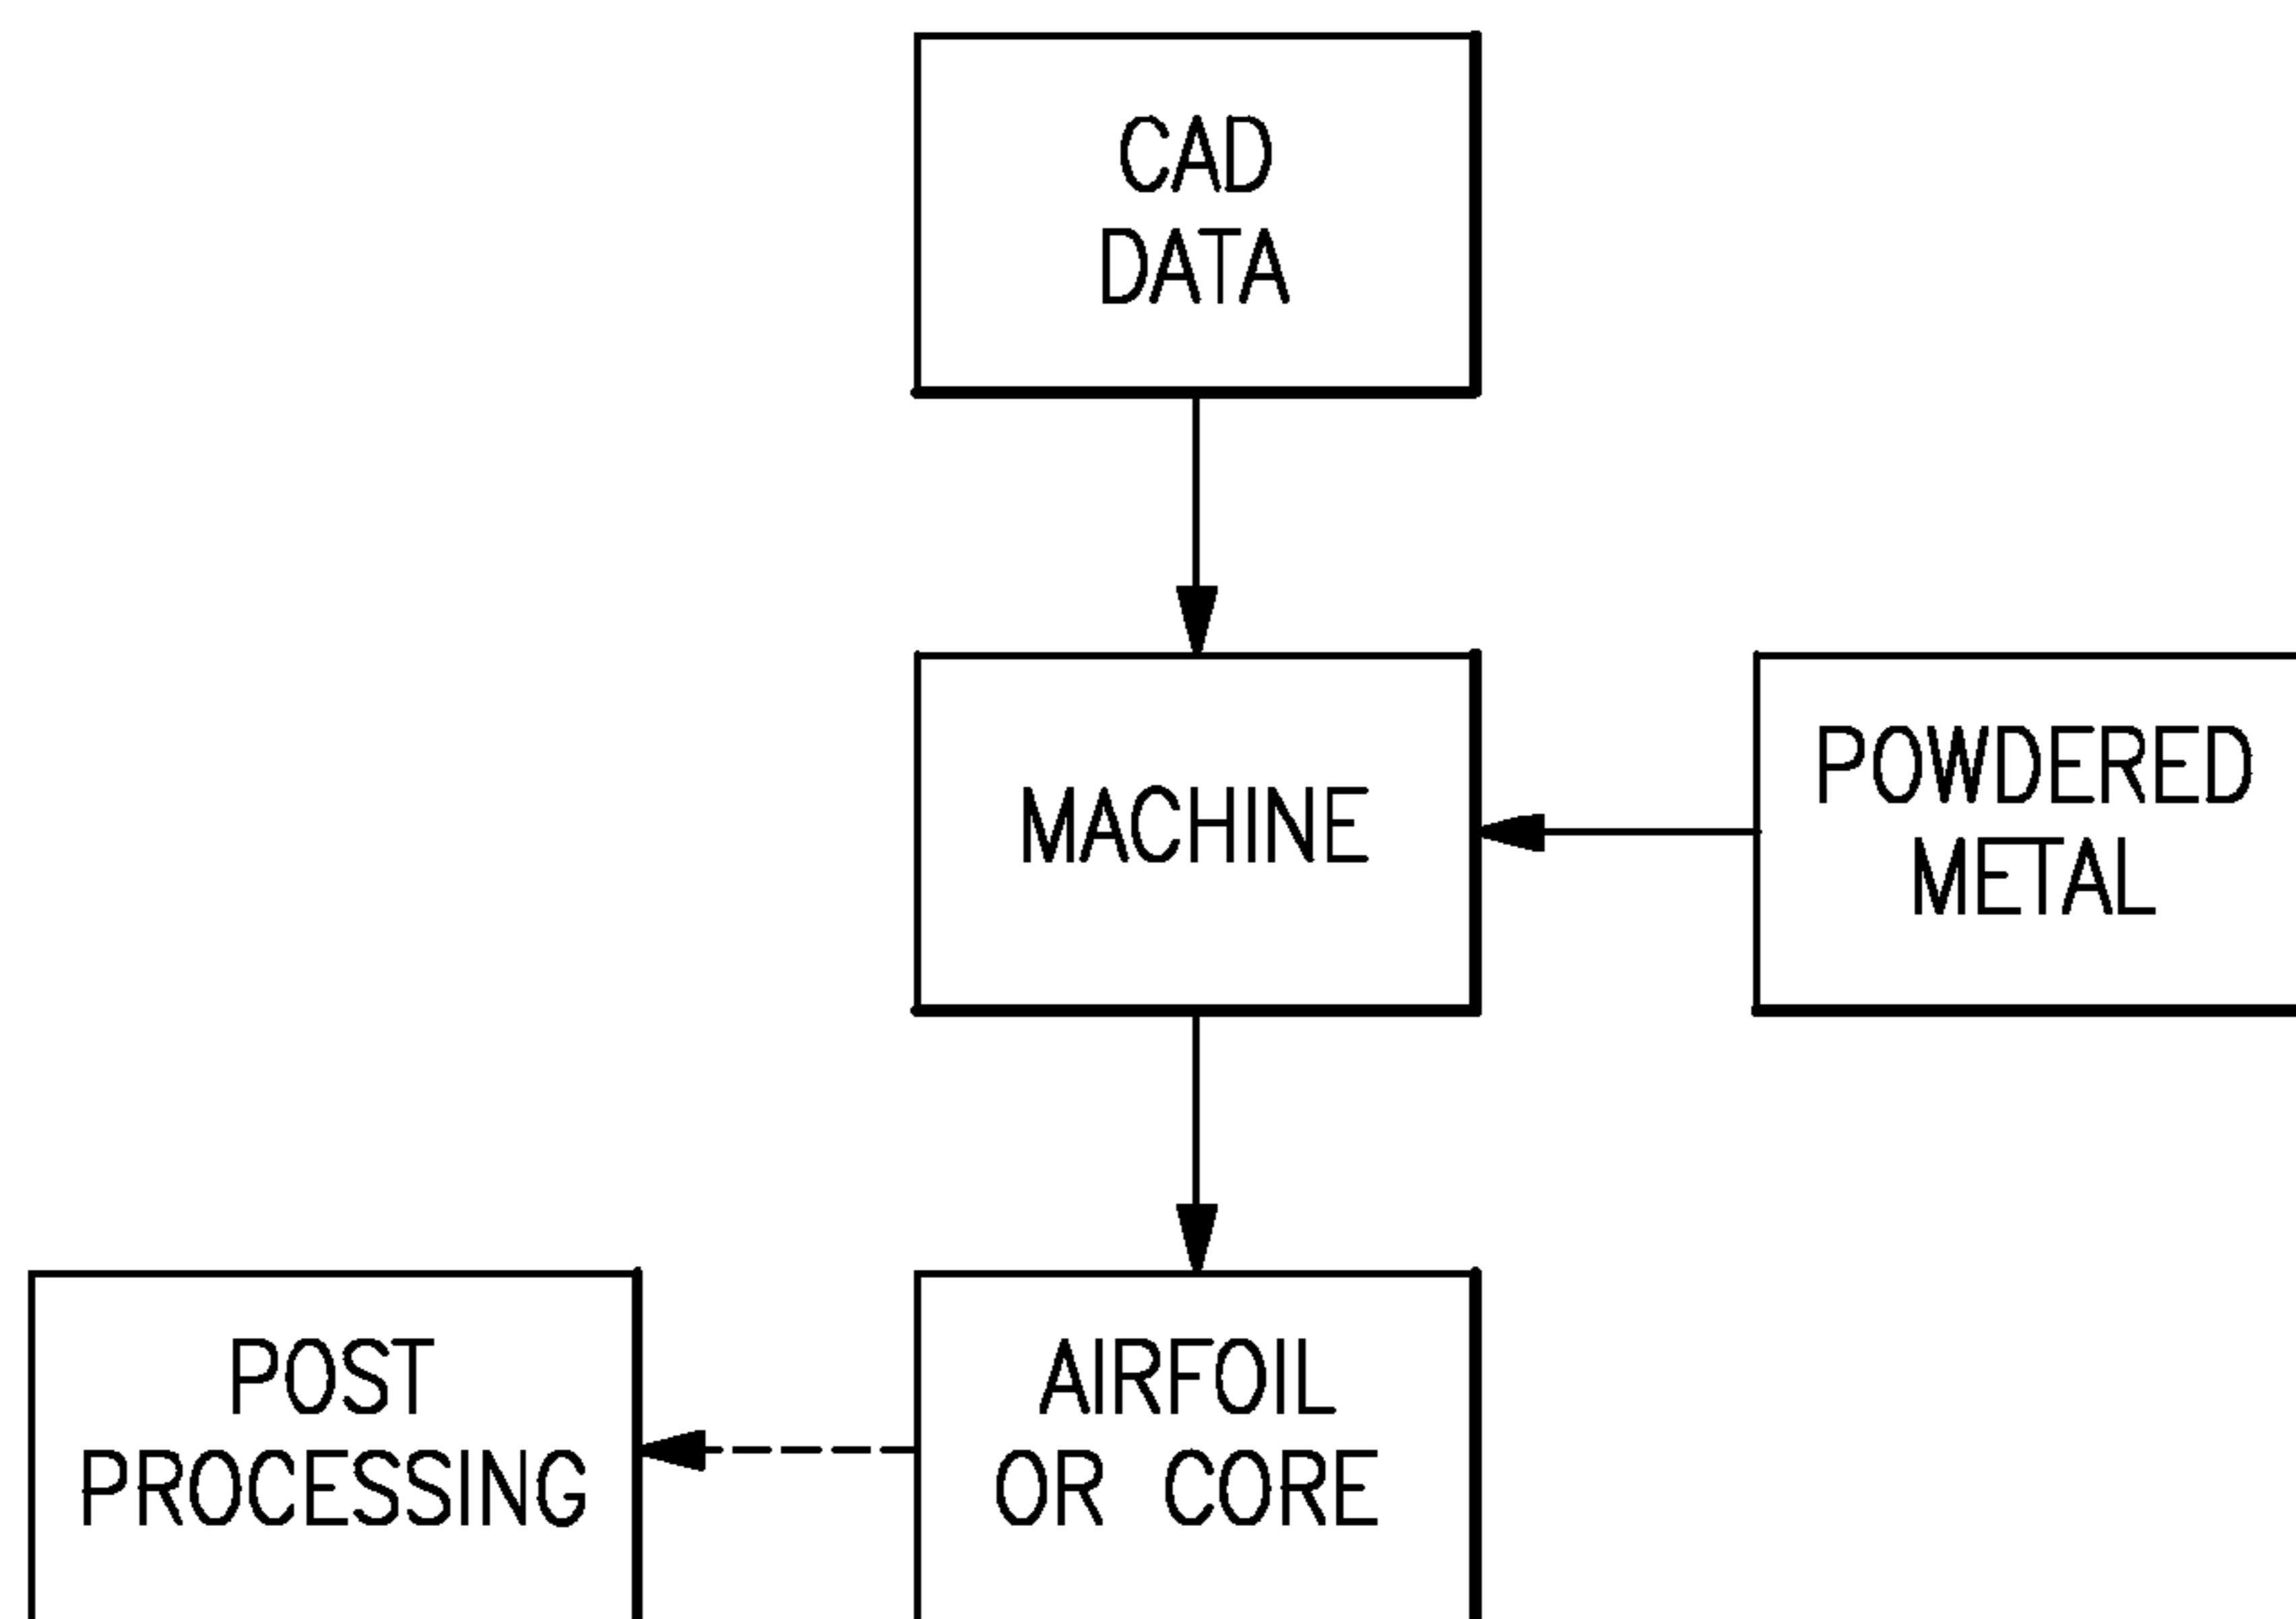 CAD
DATA
MACHINE
POWDERED
METAL
POST
PROCESSING
AIRFOIL
OR CORE